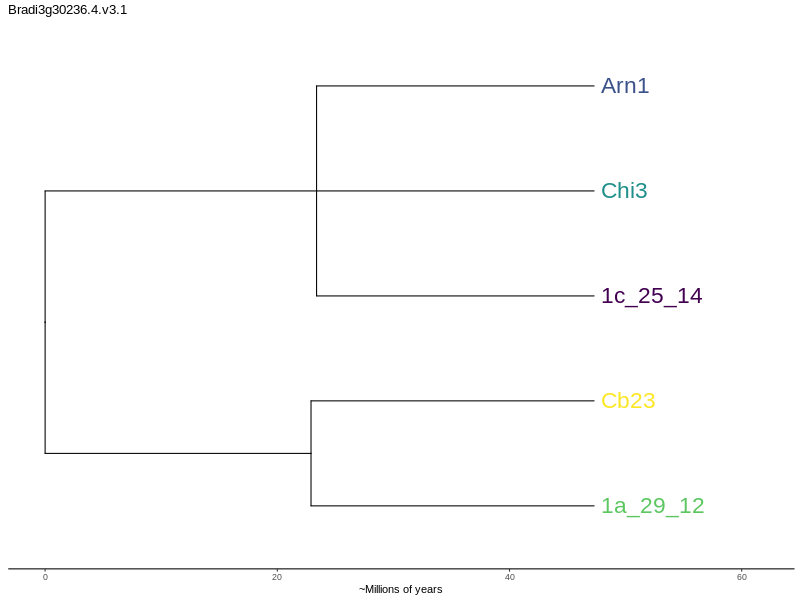 Bradi3g30236.4.v3.1
Arn1
Chi3
1c_25_14
Cb23
1a_29_12
0 20 40 60
~Millions of years